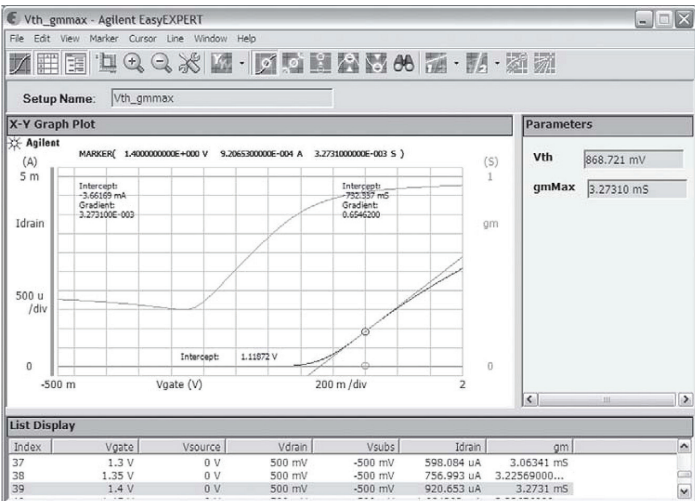 Vth_gmmax - Agilent EasyEXPERT
File Edit View Marker Cursor Line Window Help
Setup Name: Vth_gmmax
X-Y Graph Plot
Parameters
Agilent
MARKER( 1.4000000000E+000 V 9.2065300000E-004 A 3.2731000000E-003 S )
(A)
(S)
5 m
1
Intercept:
-3.66169 mA
Gradient:
3.273100E-003
Intercept:
-732.357 mS
Gradient:
0.6546200
Vth 868.721 mV
gmMax 3.27310 mS
Idrain
gm
500 u
/div
Intercept: 1.11872 V
0
0
-500 m
Vgate (V)
200 m /div
2
List Display
Index Vgate Vsource Vdrain Vsubs Idrain gm
37 1.3 V 0 V 500 mV -500 mV 598.084 uA 3.06341 mS
38 1.35 V 0 V 500 mV -500 mV 756.993 uA 3.22569000...
39 1.4 V 0 V 500 mV -500 mV 920.653 uA 3.2731 mS